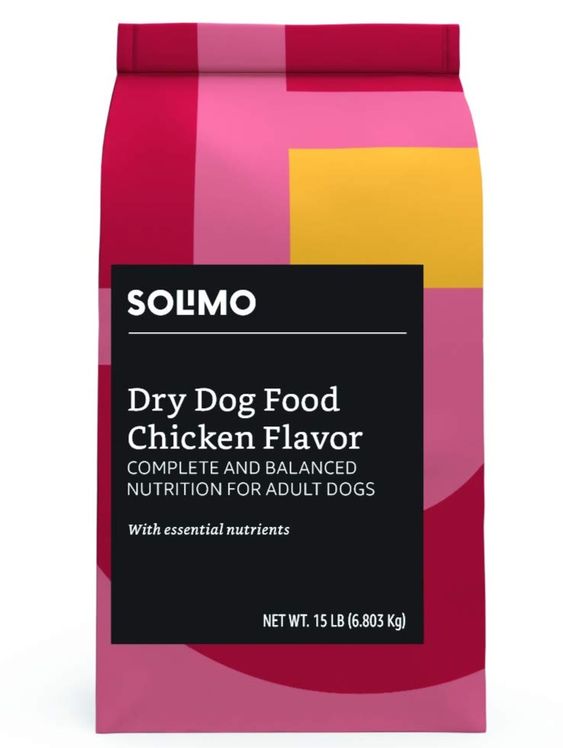 SOLIMO
Dry Dog Food
Chicken Flavor
COMPLETE AND BALANCED
NUTRITION FOR ADULT DOGS
With essential nutrients
NET WT. 15 LB (6.803 Kg)